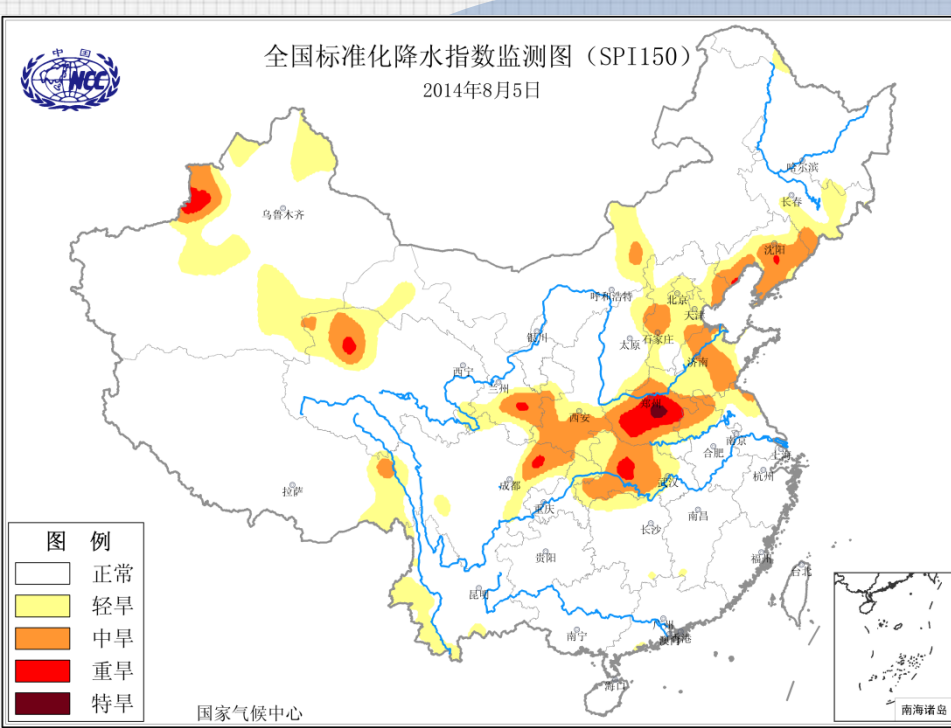 中国
NCC
全国标准化降水指数监测图（SPI150）
2014年8月5日
哈尔滨
长春
乌鲁木齐
沈阳
呼和浩特
北京
天津
银川
太原
石家庄
济南
西宁
兰州
西安
南京
合肥
上海
杭州
武汉
成都
拉萨
重庆
南昌
长沙
贵阳
福州
台北
昆明
广州
香港
澳门
南宁
海口
图 例
正常
轻旱
中旱
重旱
特旱
国家气候中心
南海诸岛